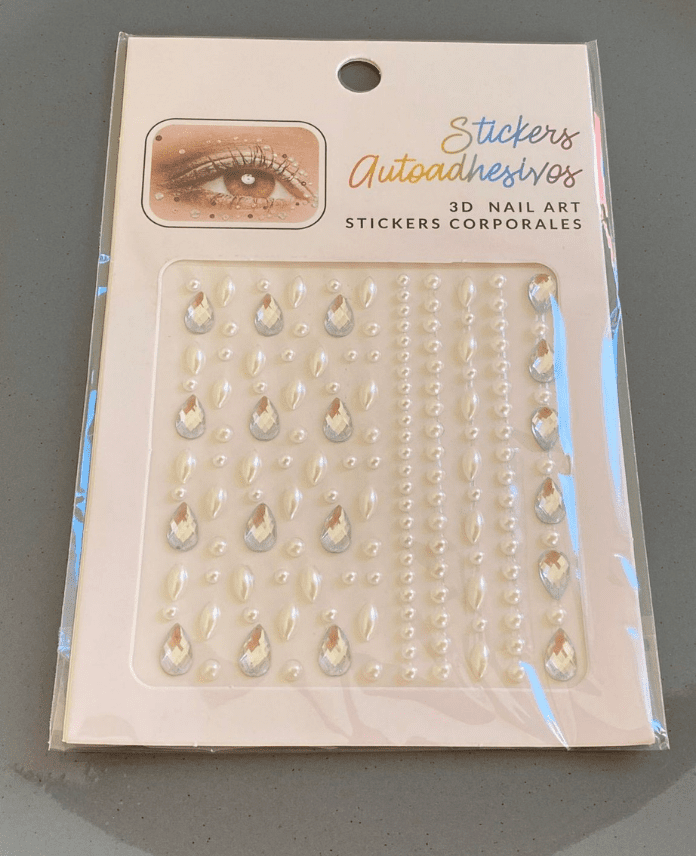 Stickers
Autoadhesivos
3D NAIL ART
STICKERS CORPORALES